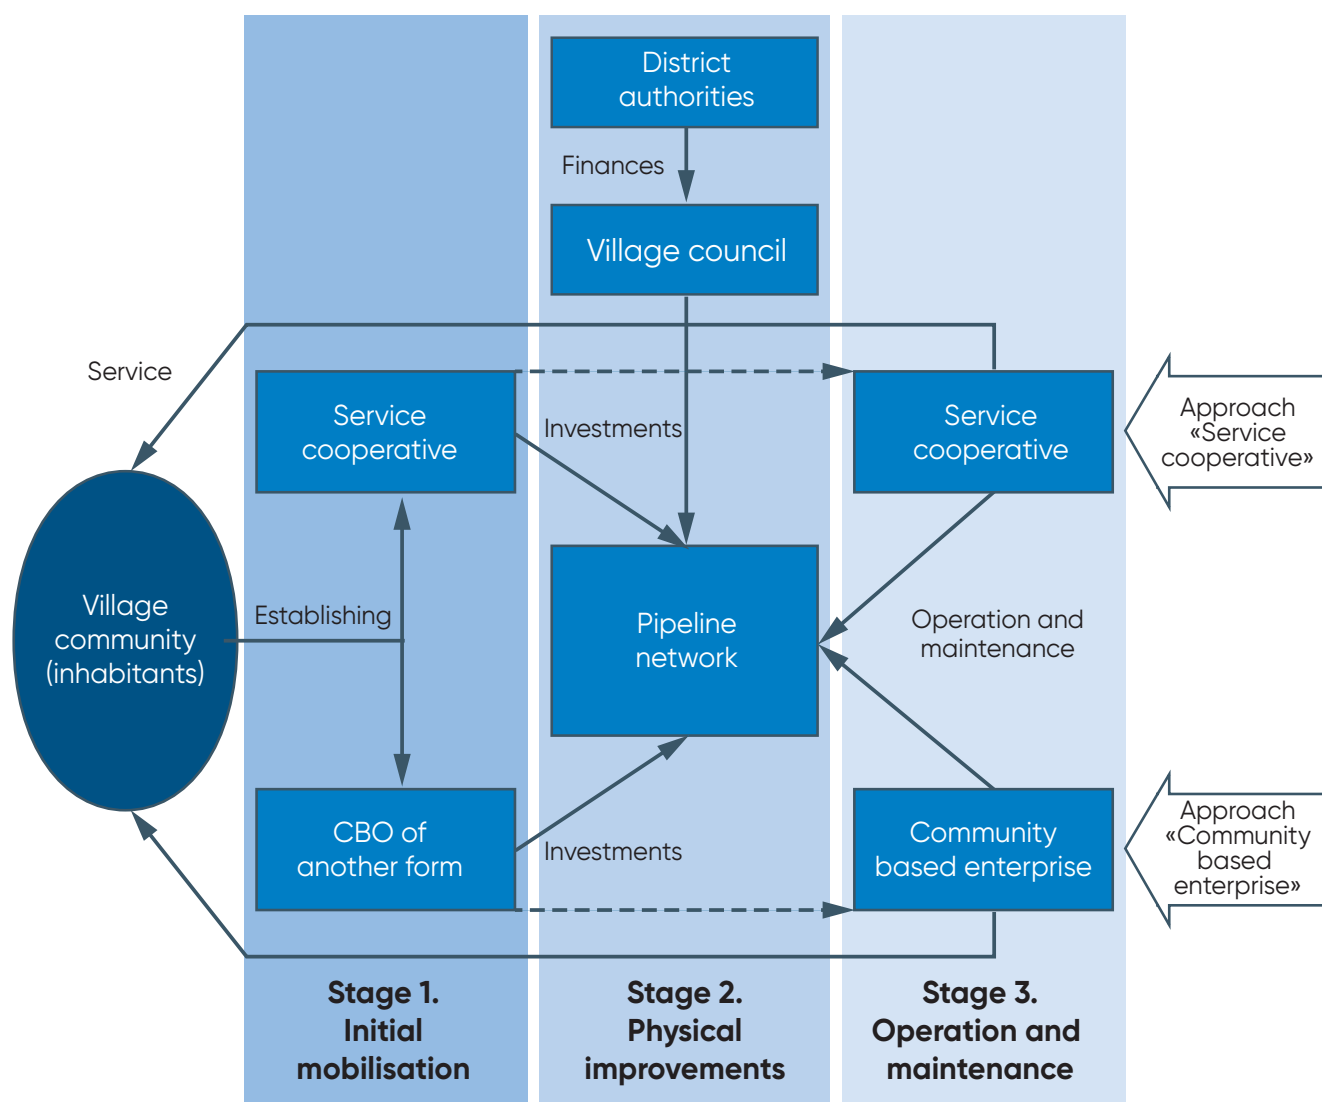 District
authorities
Finances
Village council
Service
Service
cooperative
Investments
Service
cooperative
Approach
«Service
cooperative»
Village
community
(inhabitants)
Establishing
Pipeline
network
Operation and
maintenance
CBO of
another form
Investments
Community
based enterprise
Approach
«Community
based
enterprise»
Stage 1.
Initial
mobilisation
Stage 2.
Physical
improvements
Stage 3.
Operation and
maintenance